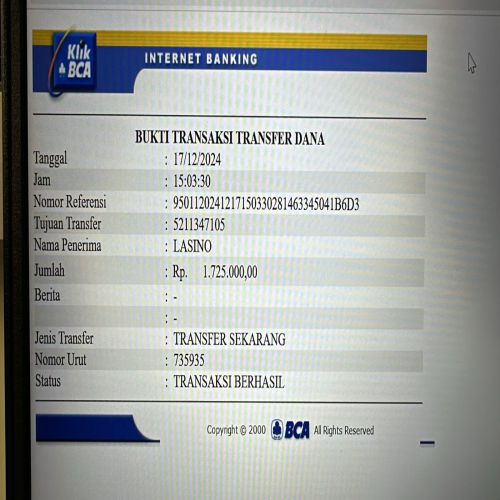 Klik
BCA
INTERNET BANKING
BUKTI TRANSAKSI TRANSFER DANA
Tanggal : 17/12/2024
Jam : 15:03:30
Nomor Referensi : 9501120241217150330281463345041B6D3
Tujuan Transfer : 5211347105
Nama Penerima : LASINO
Jumlah : Rp. 1.725.000,00
Berita : -
: -
Jenis Transfer : TRANSFER SEKARANG
Nomor Urut : 735935
Status : TRANSAKSI BERHASIL
Copyright © 2000 BCA All Rights Reserved